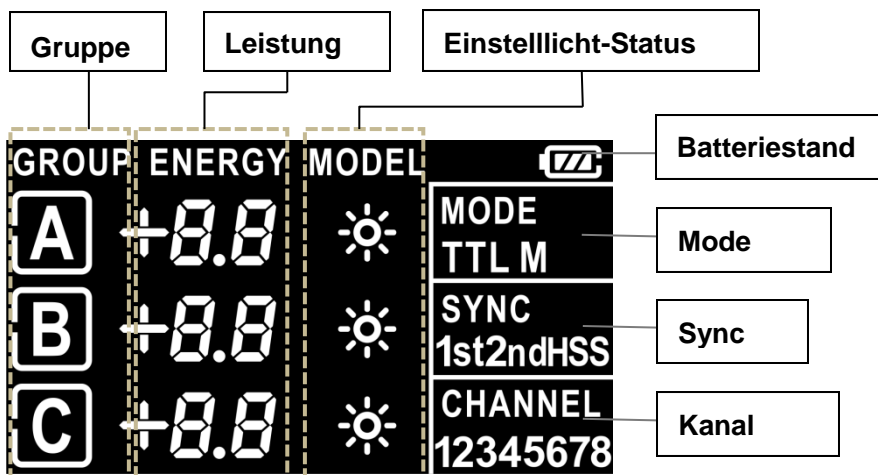 Gruppe
Leistung
Einstelllicht-Status
GROUP ENERGY MODEL
Batteriestand
A +8.8
MODE
TTL M
Mode
B +8.8
SYNC
1st2ndHSS
Sync
C +8.8
CHANNEL
12345678
Kanal